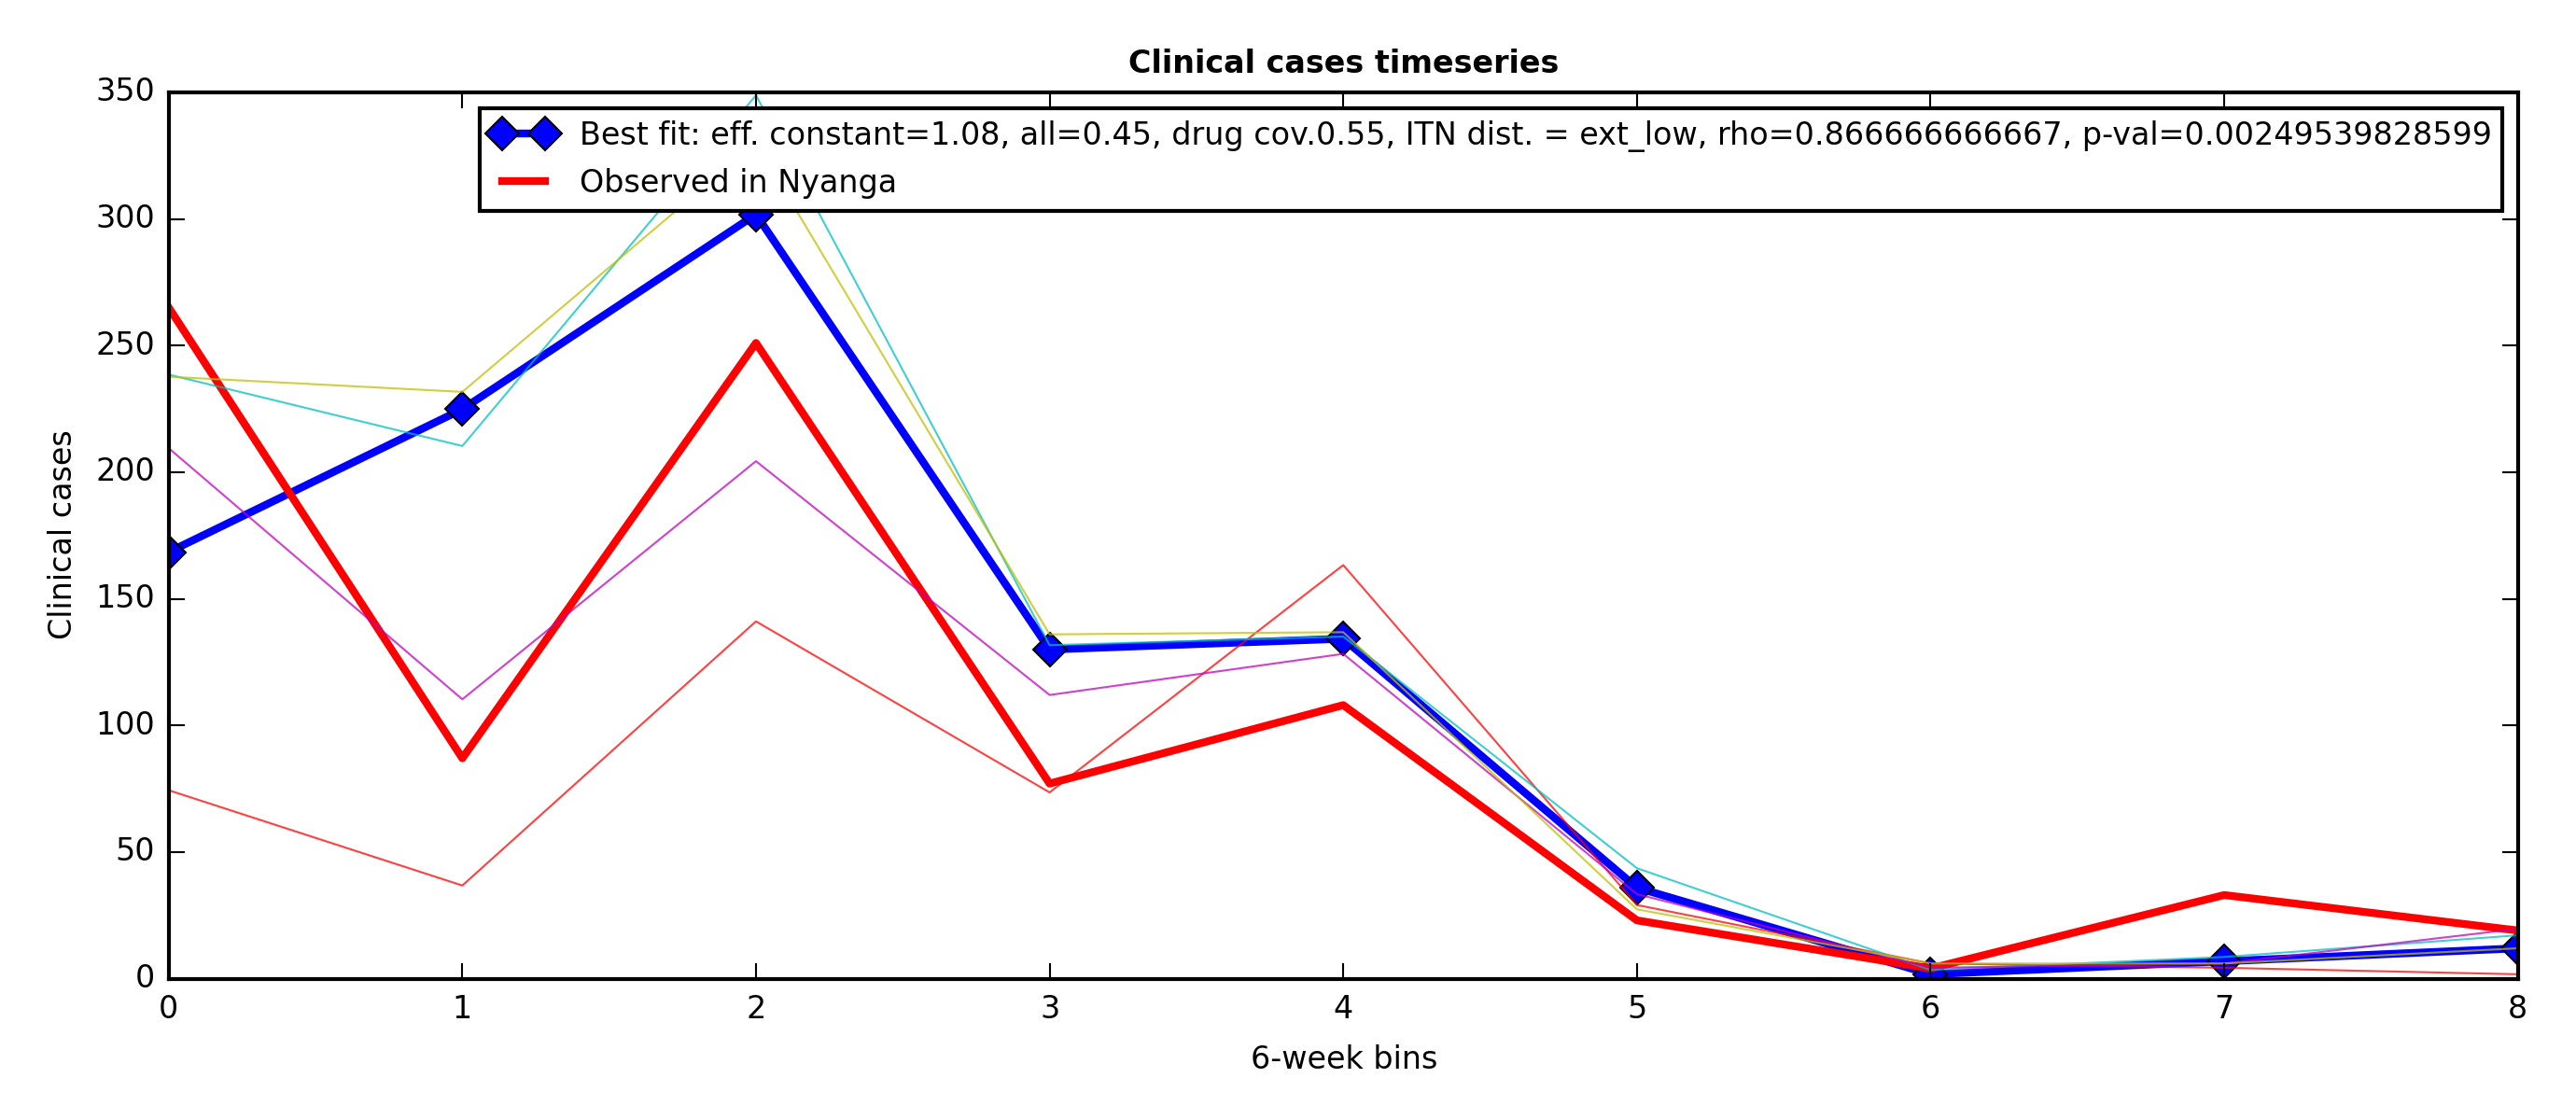 Clinical cases timeseries
350
300
250
200
150
100
50
0
Clinical cases
Best fit: eff. constant=1.08, all=0.45, drug cov.0.55, ITN dist. = ext_low, rho=0.866666666667, p-val=0.00249539828599
Observed in Nyanga
0 1 2 3 4 5 6 7 8
6-week bins